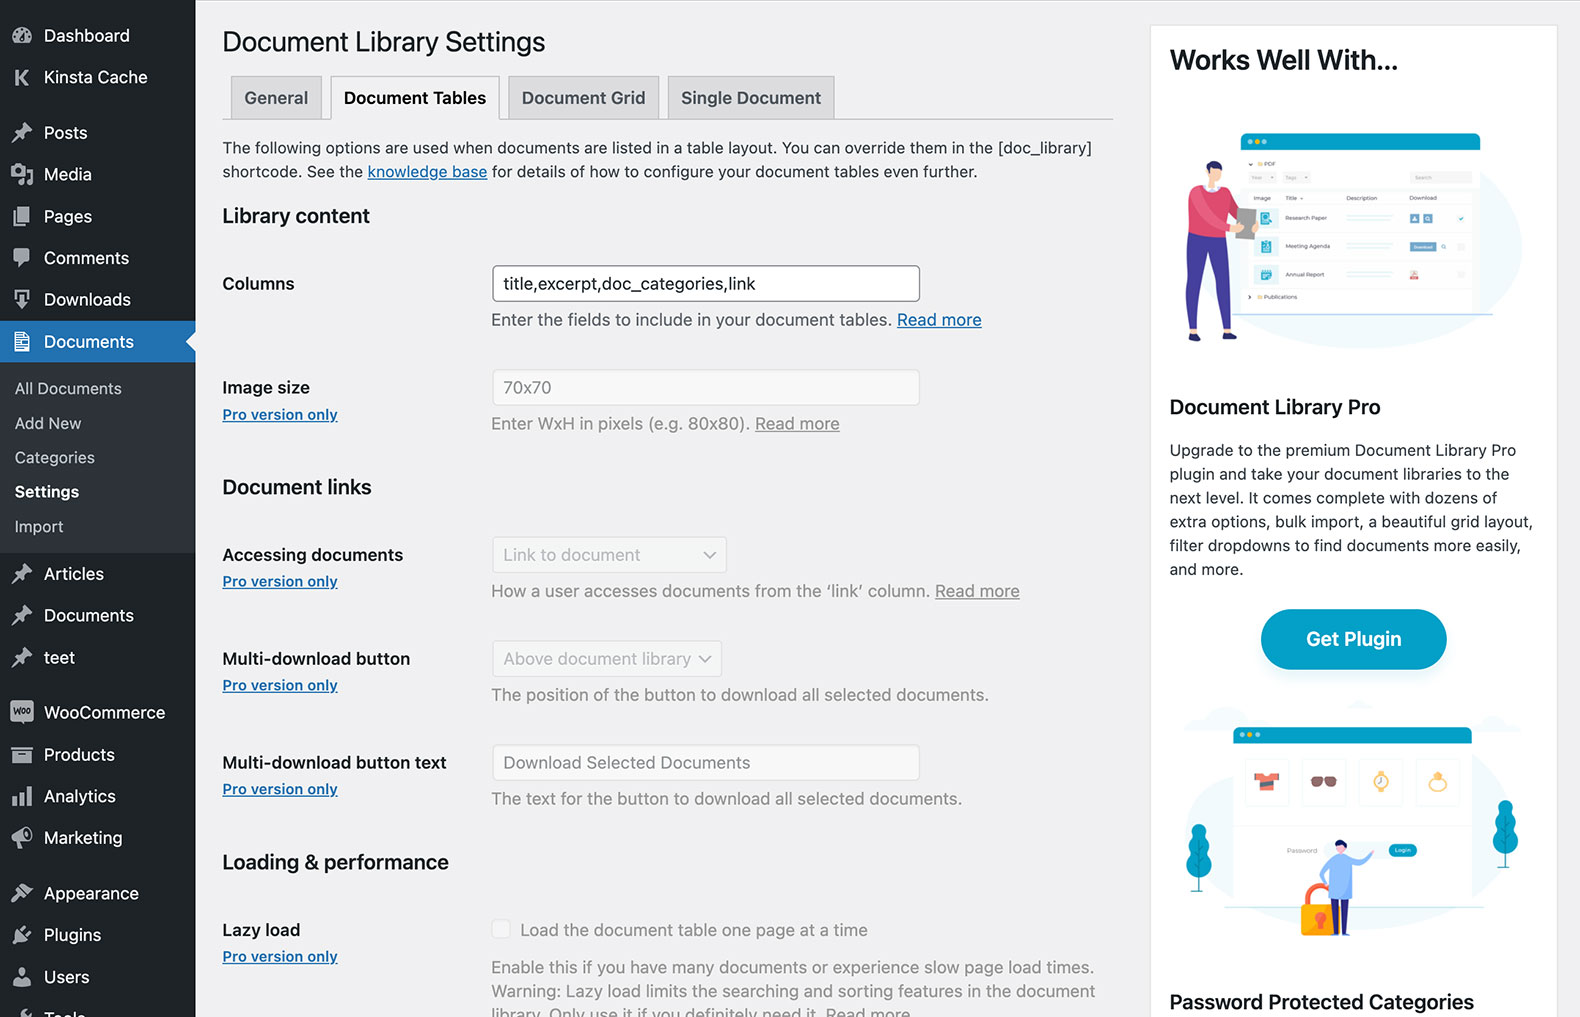 Dashboard
Kinsta Cache
Posts
Media
Pages
Comments
Downloads
Documents
All Documents
Add New
Categories
Settings
Import
Articles
Documents
teet
WooCommerce
Products
Analytics
Marketing
Appearance
Plugins
Users
Tools
Document Library Settings
General
Document Tables
Document Grid
Single Document
The following options are used when documents are listed in a table layout. You can override them in the [doc_library]
shortcode. See the knowledge base for details of how to configure your document tables even further.
Library content
Columns
title,excerpt,doc_categories,link
Enter the fields to include in your document tables. Read more
Image size
Pro version only
70x70
Enter WxH in pixels (e.g. 80x80). Read more
Document links
Accessing documents
Pro version only
Link to document
How a user accesses documents from the ‘link’ column. Read more
Multi-download button
Pro version only
Above document library
The position of the button to download all selected documents.
Multi-download button text
Pro version only
Download Selected Documents
The text for the button to download all selected documents.
Loading & performance
Lazy load
Pro version only
Load the document table one page at a time
Enable this if you have many documents or experience slow page load times.
Warning: Lazy load limits the searching and sorting features in the document
library. Only use it if you definitely need it. Read more
Works Well With...
PDF
Year
Tags
Search
Image Title Description Download
Research Paper
Meeting Agenda
Download
Annual Report
Publications
Document Library Pro
Upgrade to the premium Document Library Pro
plugin and take your document libraries to the
next level. It comes complete with dozens of
extra options, bulk import, a beautiful grid layout,
filter dropdowns to find documents more easily,
and more.
Get Plugin
Password
Login
Password Protected Categories